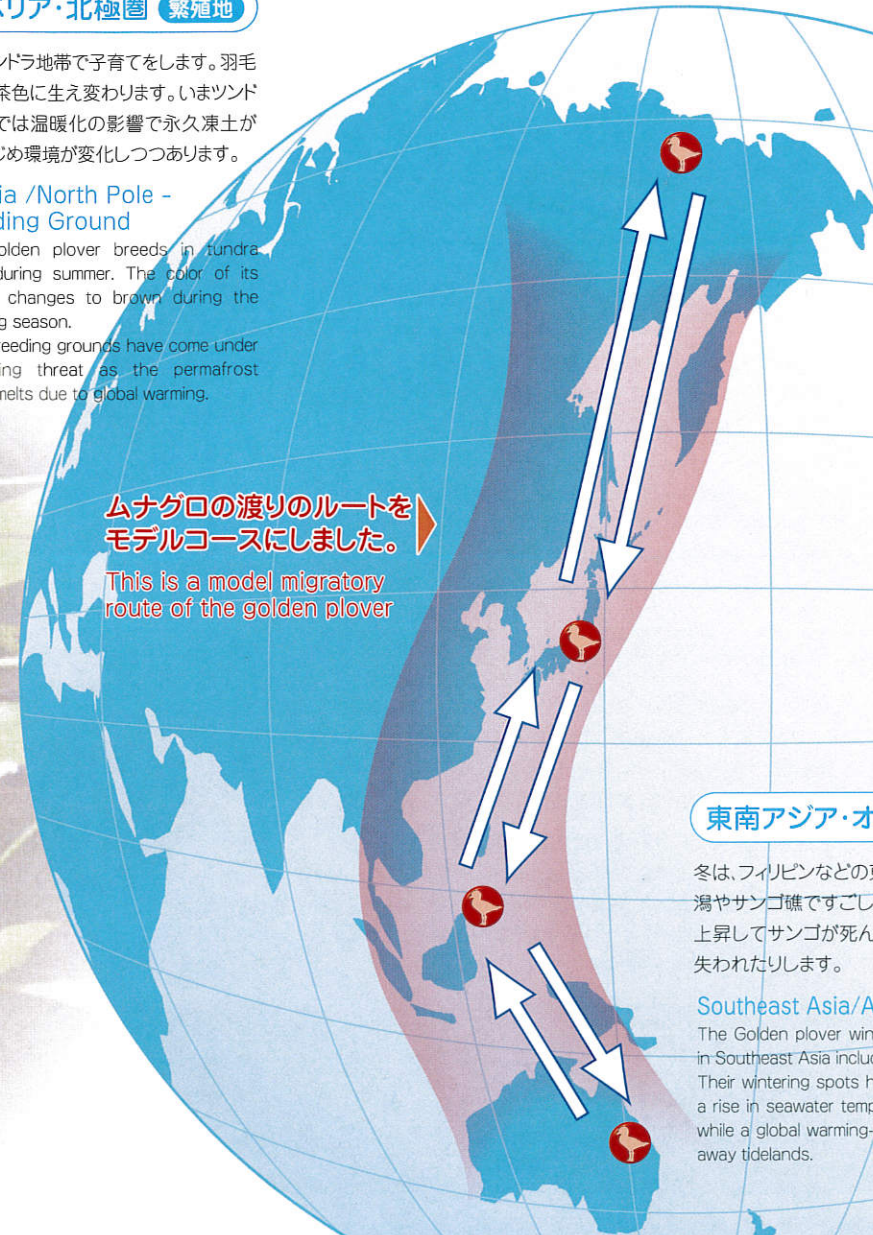 ベリア・北極圏 繁殖地
ンドラ地帯で子育てをします。羽毛
茶色に生え変わります。いまツンド
では温暖化の影響で永久凍土が
じめ環境が変化しつつあります。
ia /North Pole -
ding Ground
olden plover breeds in tundra
during summer. The color of its
changes to brown during the
g season.
reeding grounds have come under
ing threat as the permafrost
melts due to global warming.
ムナグロの渡りのルートを
モデルコースにしました。
This is a model migratory
route of the golden plover
東南アジア・オ
冬は、フィリピンなどの東
潟やサンゴ礁ですごし
上昇してサンゴが死ん
失われたりします。
Southeast Asia/A
The Golden plover win
in Southeast Asia includ
Their wintering spots h
a rise in seawater temp
while a global warming-
away tidelands.